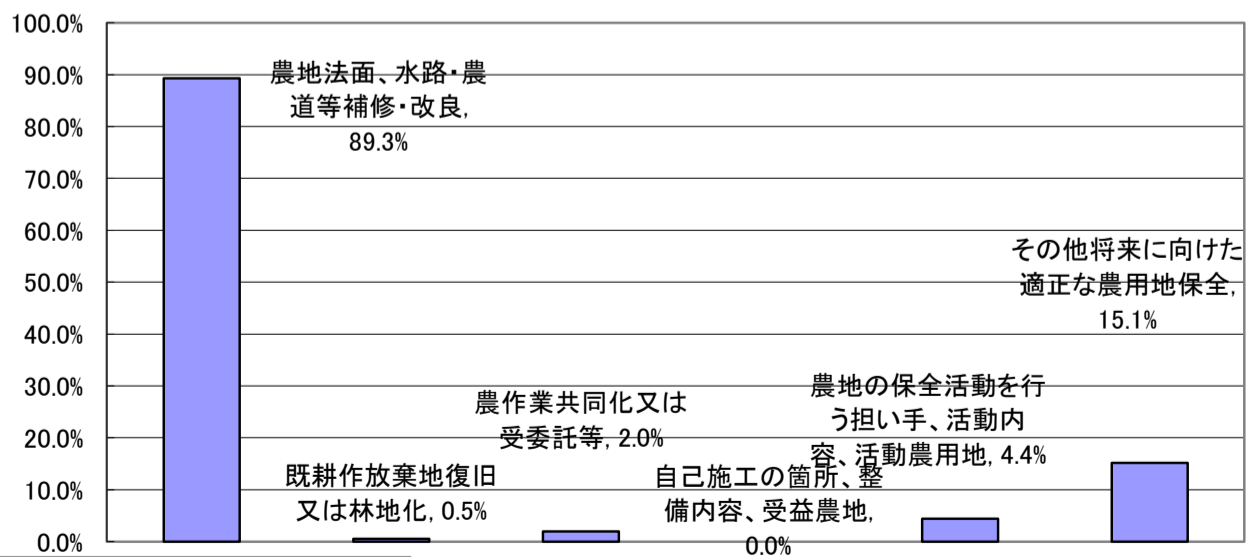 100.0%
90.0%
80.0%
70.0%
60.0%
50.0%
40.0%
30.0%
20.0%
10.0%
0.0%
農地法面、水路・農
道等補修・改良,
89.3%
既耕作放棄地復旧
又は林地化, 0.5%
農作業共同化又は
受委託等, 2.0%
自己施工の箇所、整
備内容、受益農地,
0.0%
農地の保全活動を行
う担い手、活動内
容、活動農用地, 4.4%
その他将来に向けた
適正な農用地保全,
15.1%